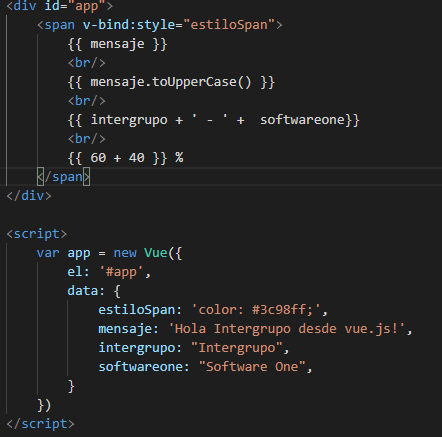 <div id="app">
    <span v-bind:style="estiloSpan">
        {{ mensaje }}
        <br/>
        {{ mensaje.toUpperCase() }}
        <br/>
        {{ intergrupo + ' - ' +  softwareone}}
        <br/>
        {{ 60 + 40 }} %
    </span>
</div>

<script>
    var app = new Vue({
        el: '#app',
        data: {
            estiloSpan: 'color: #3c98ff;',
            mensaje: 'Hola Intergrupo desde vue.js!',
            intergrupo: "Intergrupo",
            softwareone: "Software One",
        }
    })
</script>